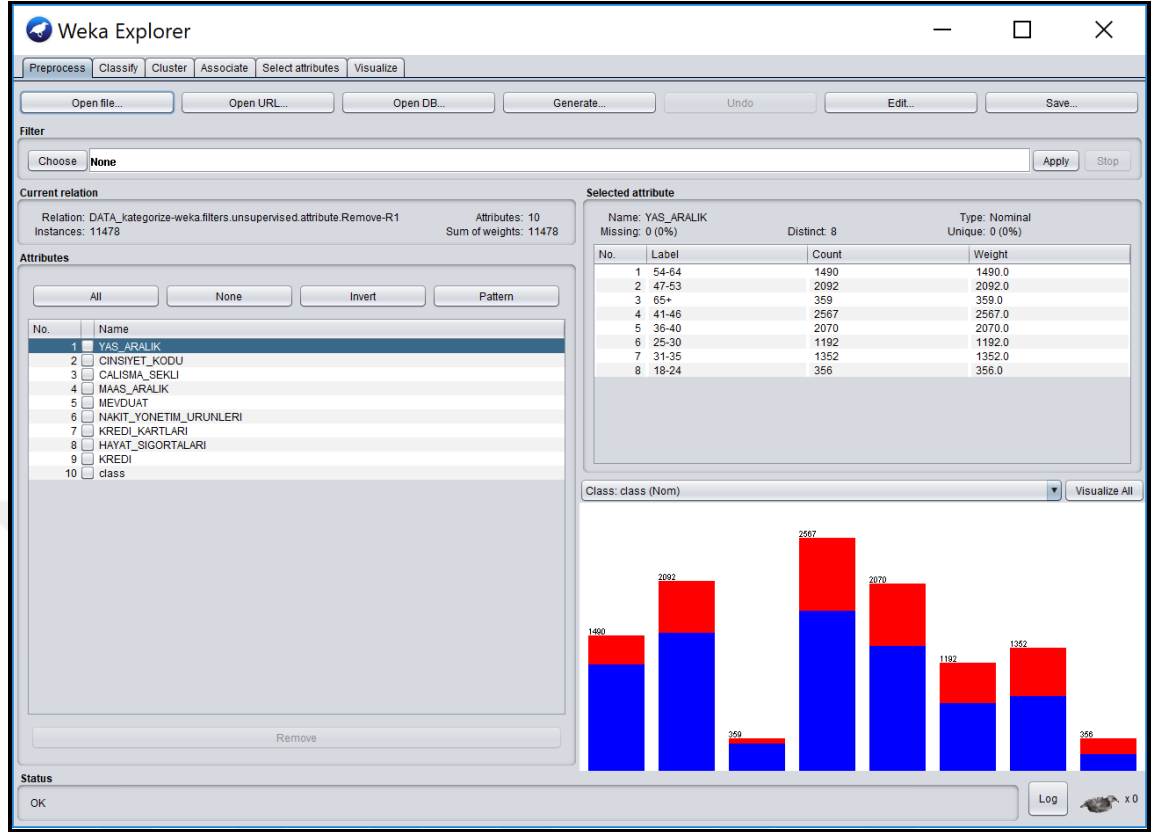 Weka Explorer
Preprocess Classify Cluster Associate Select attributes Visualize
Open file... Open URL... Open DB... Generate... Undo Edit... Save...
Filter
Choose None Apply Stop
Current relation
Relation: DATA_kategorize-weka.filters.unsupervised.attribute.Remove-R1 Attributes: 10
Instances: 11478 Sum of weights: 11478
Attributes
All None Invert Pattern
No. Name
1 YAS_ARALIK
2 CINSIYET_KODU
3 CALISMA_SEKLI
4 MAAS_ARALIK
5 MEVDUAT
6 NAKIT_YONETIM_URUNLERI
7 KREDI_KARTLARI
8 HAYAT_SIGORTALARI
9 KREDI
10 class
Remove
Selected attribute
Name: YAS_ARALIK Type: Nominal
Missing: 0 (0%) Distinct: 8 Unique: 0 (0%)
No. Label Count Weight
1 54-64 1490 1490.0
2 47-53 2092 2092.0
3 65+ 359 359.0
4 41-46 2567 2567.0
5 36-40 2070 2070.0
6 25-30 1192 1192.0
7 31-35 1352 1352.0
8 18-24 356 356.0
Class: class (Nom) Visualize All
1490 2092 359 2567 2070 1192 1352 356
Status
OK Log x 0